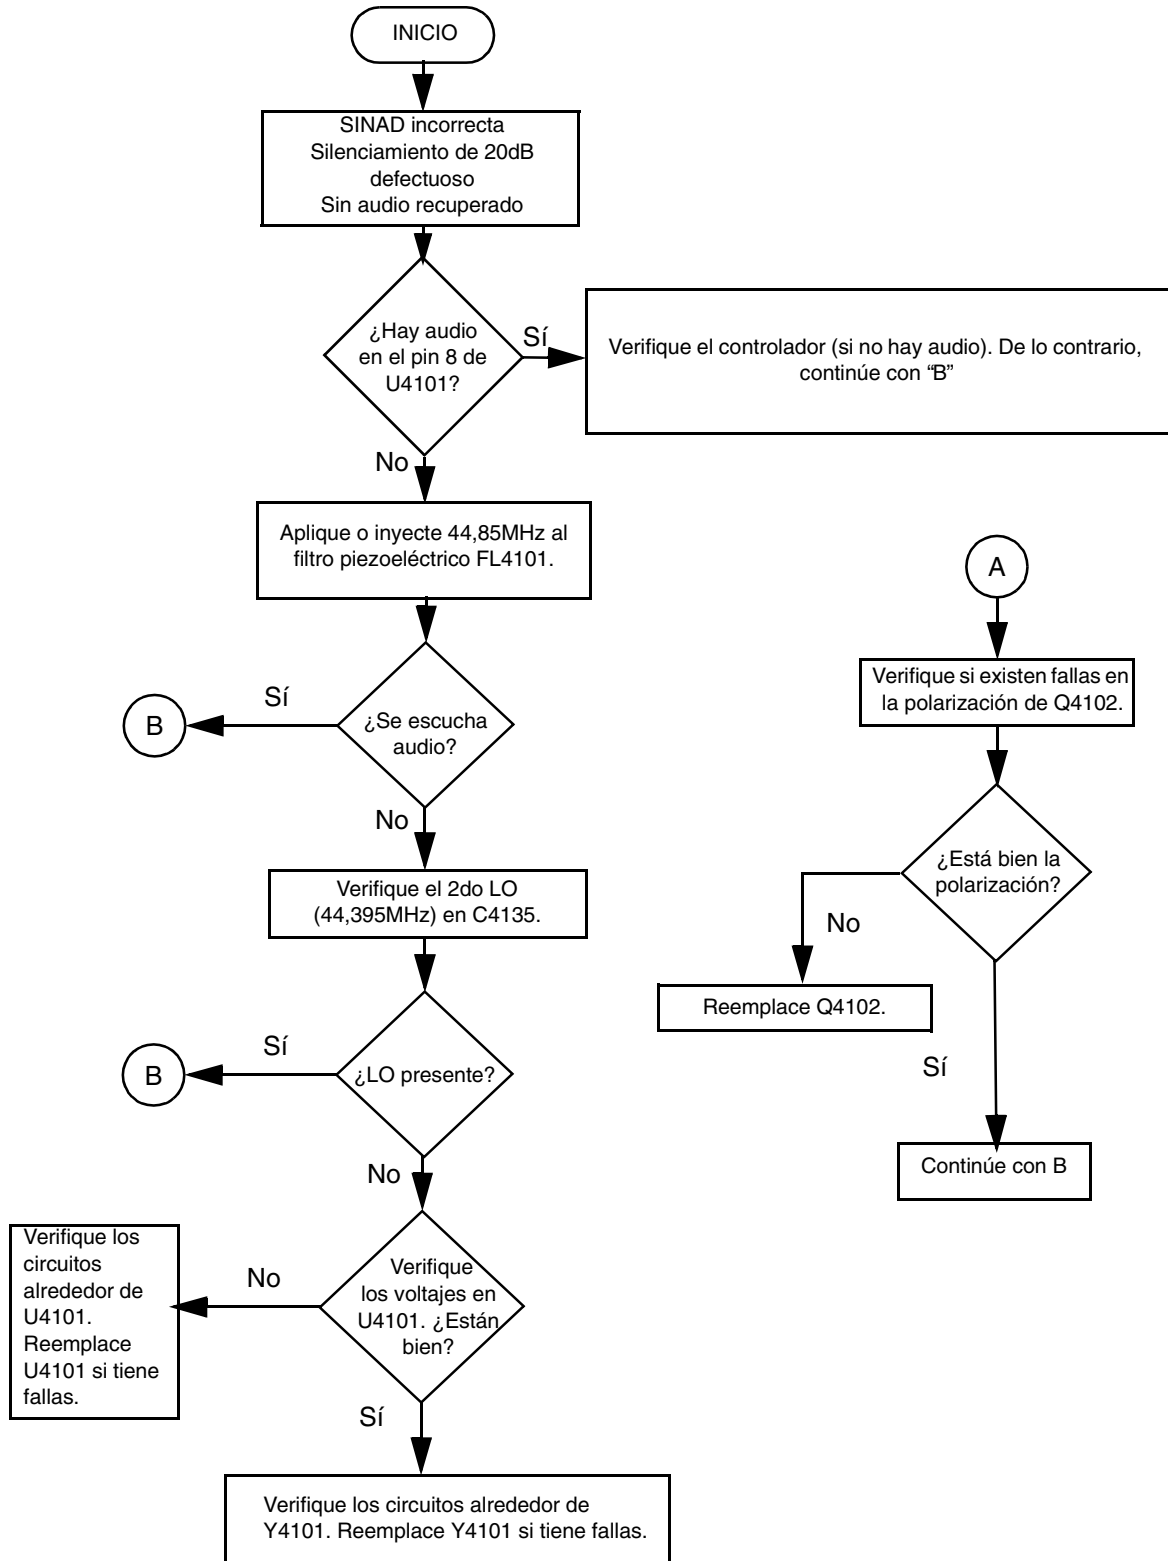 INICIO
SINAD incorrecta
Silenciamiento de 20dB
defectuoso
Sin audio recuperado
¿Hay audio
en el pin 8 de
U4101?
Sí
Verifique el controlador (si no hay audio). De lo contrario,
continúe con “B”
No
Aplique o inyecte 44,85MHz al
filtro piezoeléctrico FL4101.
¿Se escucha
audio?
Sí
B
No
Verifique el 2do LO
(44,395MHz) en C4135.
¿LO presente?
Sí
B
No
Verifique
los voltajes en
U4101. ¿Están
bien?
No
Verifique los
circuitos
alrededor de
U4101.
Reemplace
U4101 si tiene
fallas.
Sí
Verifique los circuitos alrededor de
Y4101. Reemplace Y4101 si tiene fallas.
A
Verifique si existen fallas en
la polarización de Q4102.
¿Está bien la
polarización?
No
Reemplace Q4102.
Sí
Continúe con B